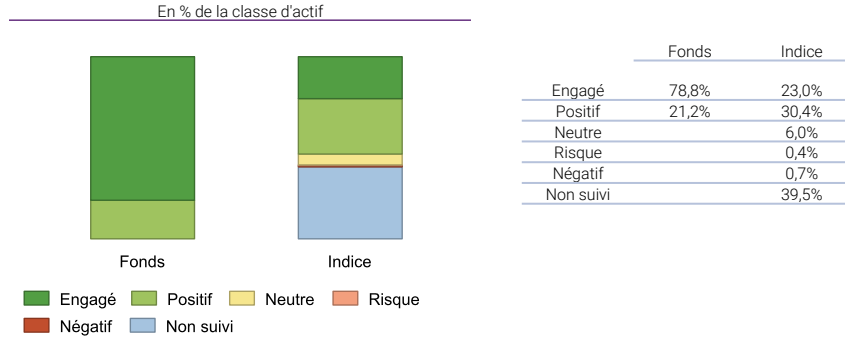 En % de la classe d'actif
Fonds Indice
Engagé Positif Neutre Risque
Négatif Non suivi
Fonds Indice
Engagé 78,8% 23,0%
Positif 21,2% 30,4%
Neutre 6,0%
Risque 0,4%
Négatif 0,7%
Non suivi 39,5%